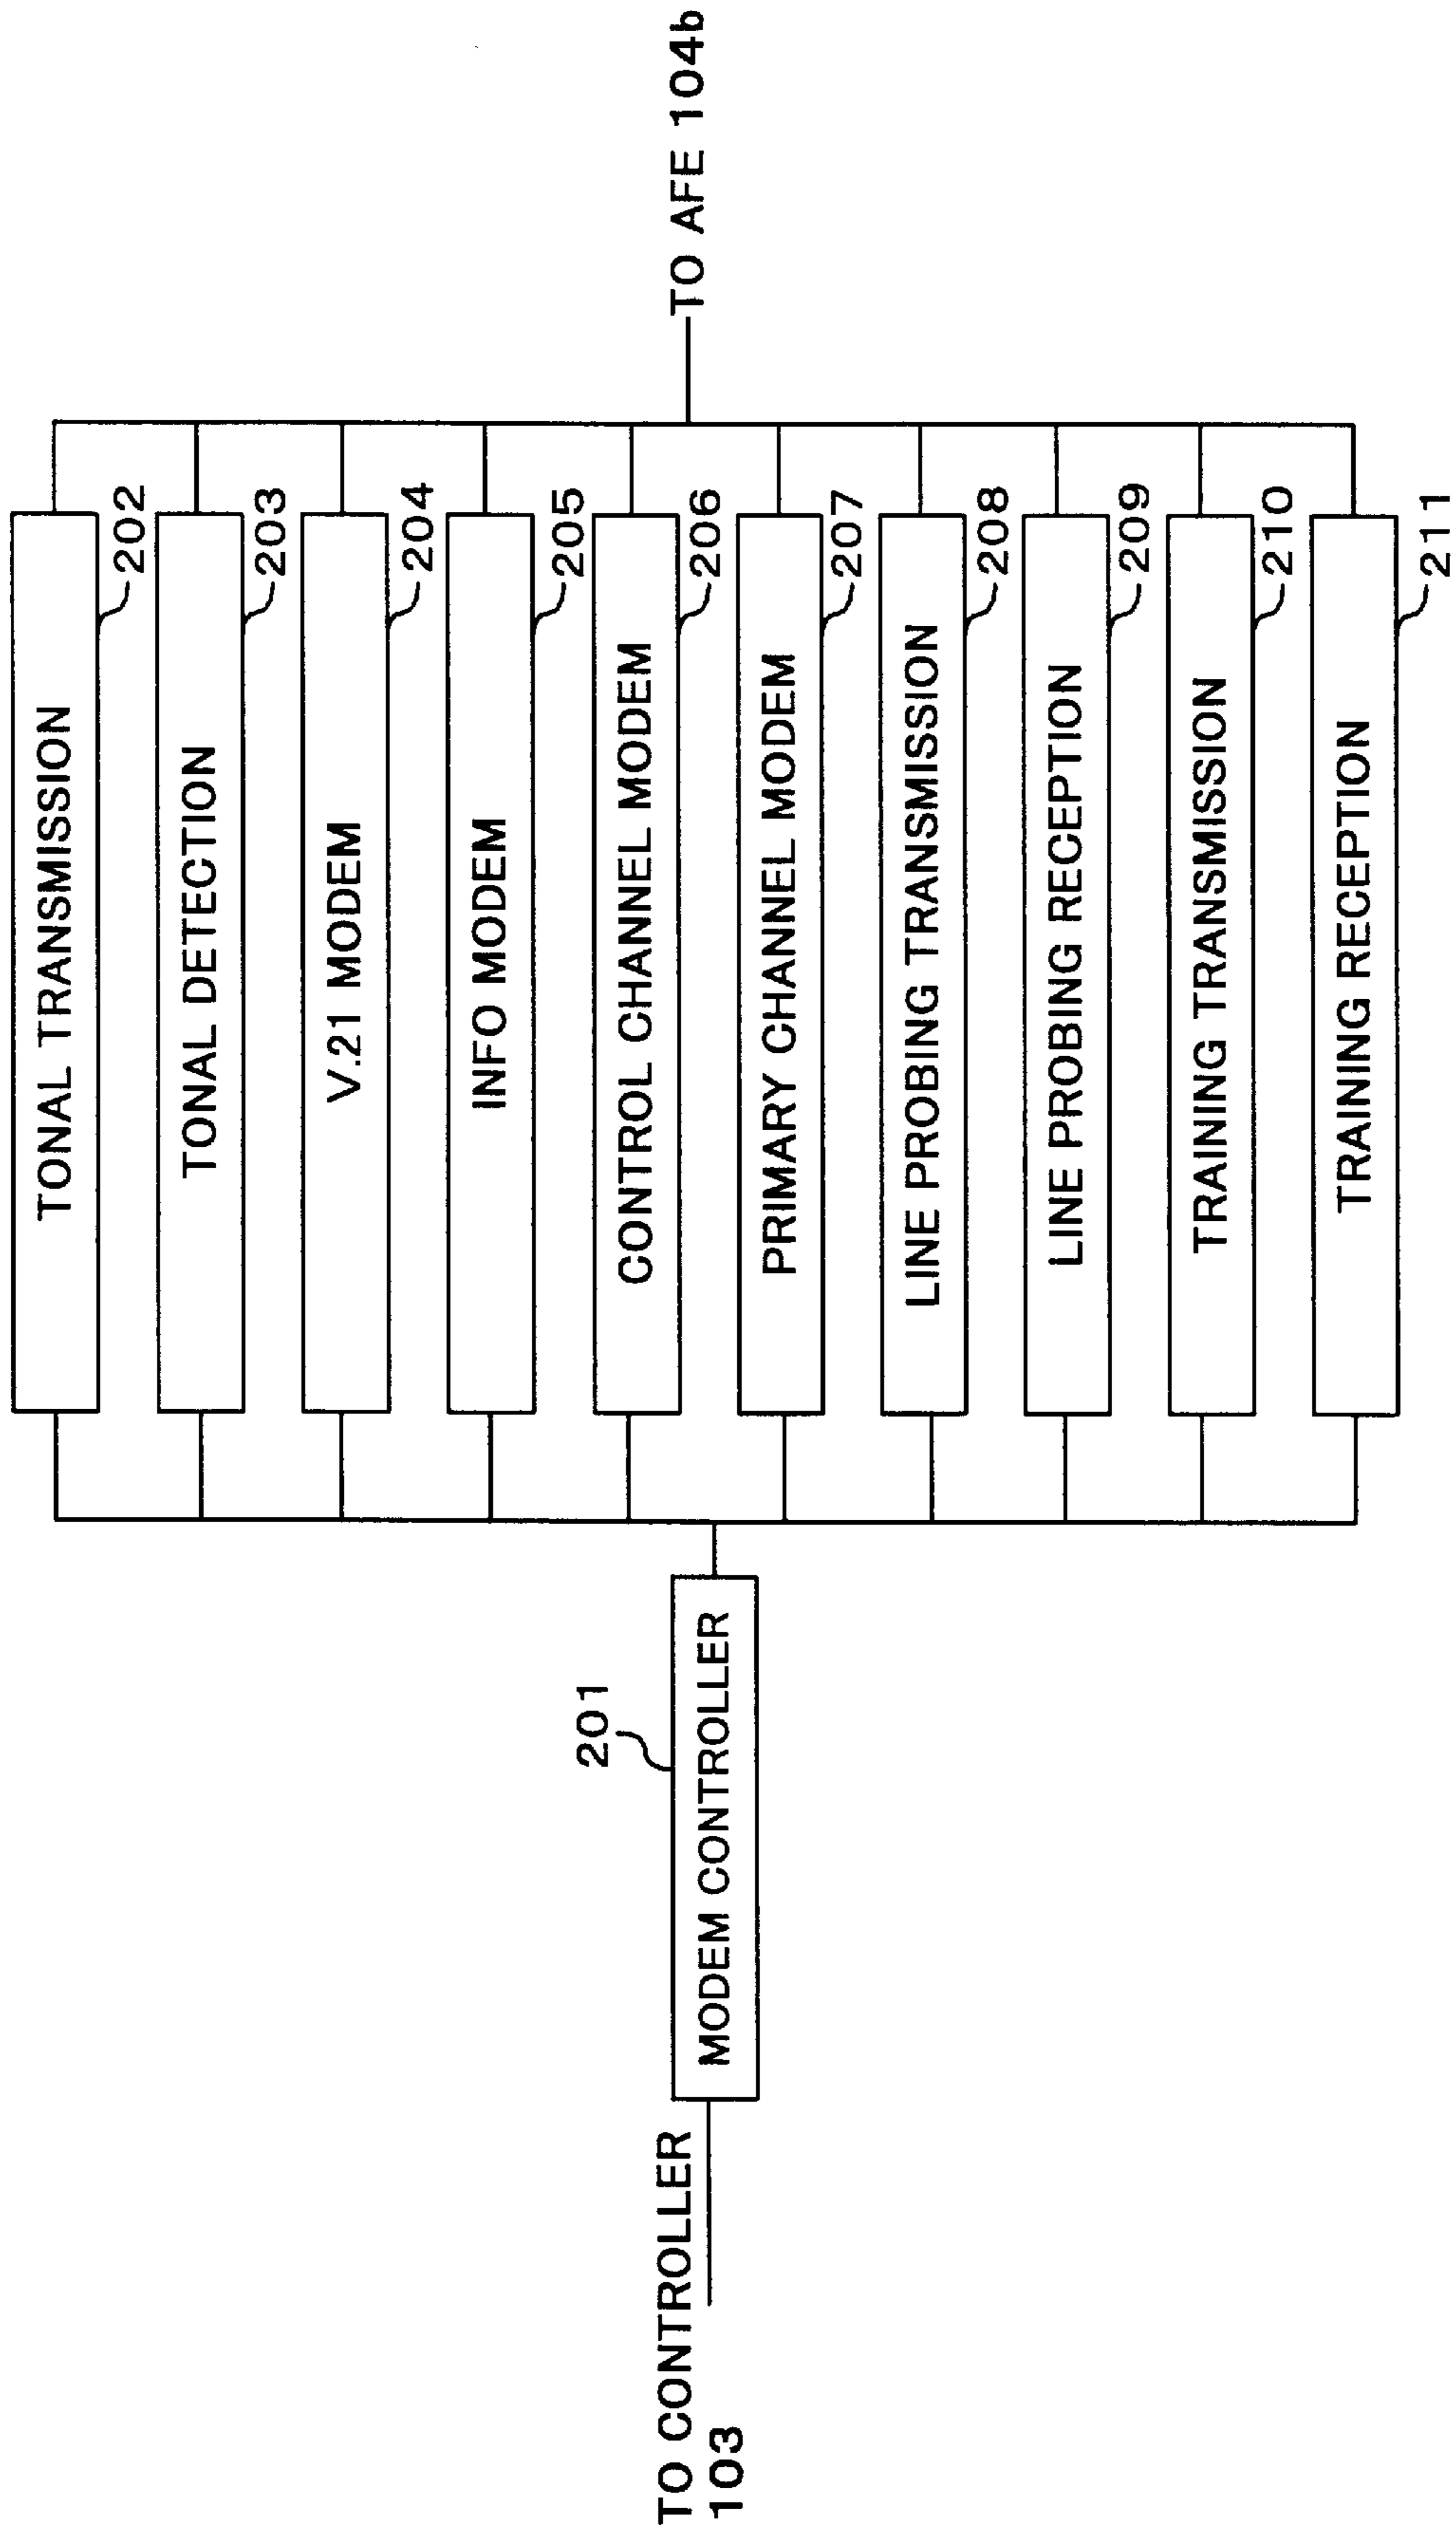 TO CONTROLLER
103
201
MODEM CONTROLLER
TONAL TRANSMISSION
202
TONAL DETECTION
203
V.21 MODEM
204
INFO MODEM
205
CONTROL CHANNEL MODEM
206
PRIMARY CHANNEL MODEM
207
LINE PROBING TRANSMISSION
208
LINE PROBING RECEPTION
209
TRAINING TRANSMISSION
210
TRAINING RECEPTION
211
TO AFE 104b